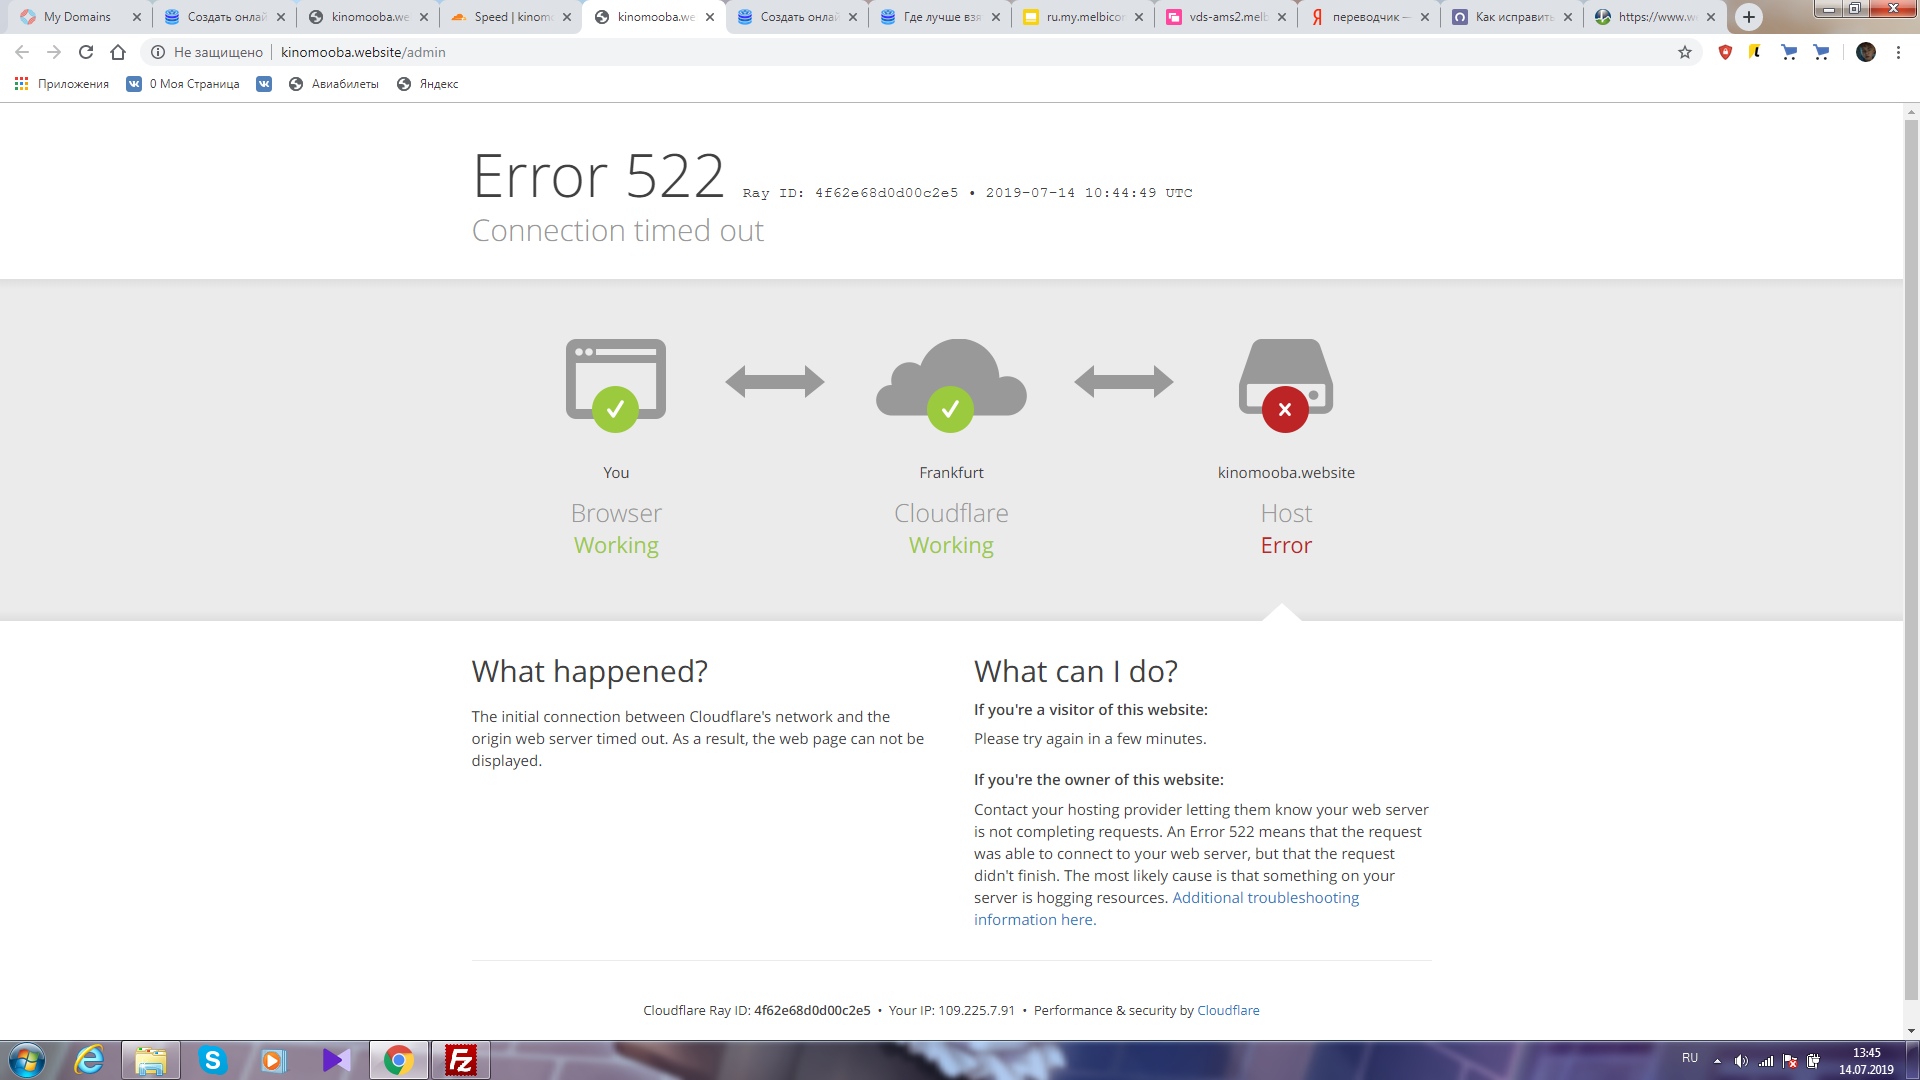 My Domains
Создать онлай
kinomooba.we
Speed | kinom
kinomooba.we
Создать онлай
Где лучше взя
ru.my.melbico
vds-ams2.melb
переводчик —
Как исправить
https://www.w
Не защищено
kinomooba.website/admin
Приложения
0 Моя Страница
Авиабилеты
Яндекс
Error 522
Ray ID: 4f62e68d0d00c2e5 • 2019-07-14 10:44:49 UTC
Connection timed out
You
Frankfurt
kinomooba.website
Browser
Cloudflare
Host
Working
Working
Error
What happened?
The initial connection between Cloudflare's network and the
origin web server timed out. As a result, the web page can not be
displayed.
What can I do?
If you're a visitor of this website:
Please try again in a few minutes.
If you're the owner of this website:
Contact your hosting provider letting them know your web server
is not completing requests. An Error 522 means that the request
was able to connect to your web server, but that the request
didn't finish. The most likely cause is that something on your
server is hogging resources. Additional troubleshooting
information here.
Cloudflare Ray ID: 4f62e68d0d00c2e5 • Your IP: 109.225.7.91 • Performance & security by Cloudflare
RU
13:45
14.07.2019